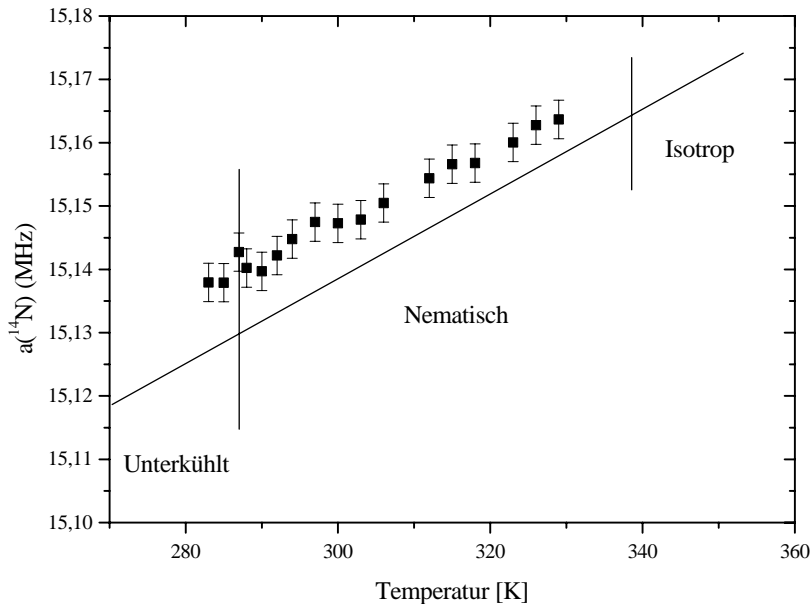 15,18
15,17
15,16
15,15
15,14
15,13
15,12
15,11
15,10
a(¹⁴N) (MHz)
Isotrop
Nematisch
Unterkühlt
280 300 320 340 360
Temperatur [K]